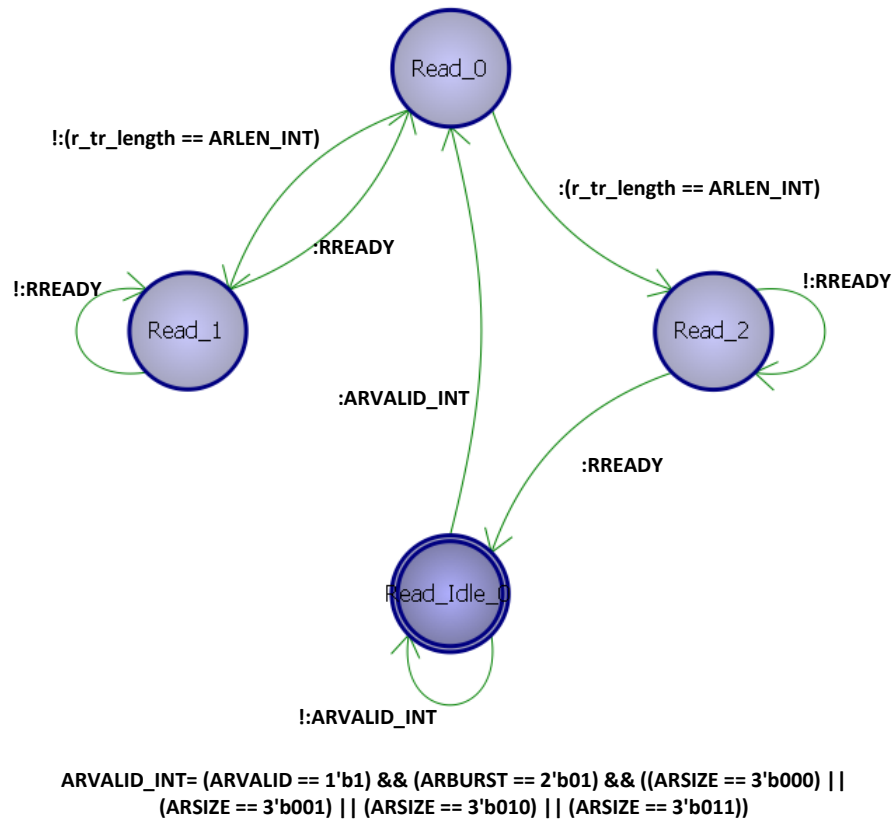 Read_0
!:(r_tr_length == ARLEN_INT)
:(r_tr_length == ARLEN_INT)
:RREADY
!:RREADY
!:RREADY
Read_1
Read_2
:ARVALID_INT
:RREADY
Read_Idle_0
!:ARVALID_INT
ARVALID_INT= (ARVALID == 1'b1) && (ARBURST == 2'b01) && ((ARSIZE == 3'b000) ||
(ARSIZE == 3'b001) || (ARSIZE == 3'b010) || (ARSIZE == 3'b011))